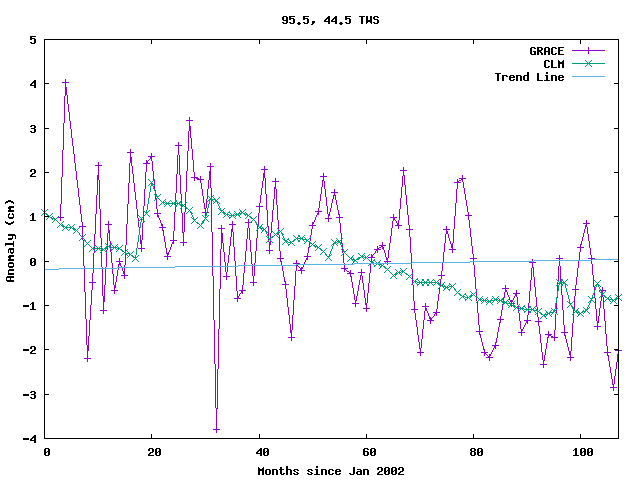 95.5, 44.5 TWS
GRACE
CLM
Trend Line
5
4
3
2
1
0
-1
-2
-3
-4
Anomaly (cm)
0 20 40 60 80 100
Months since Jan 2002